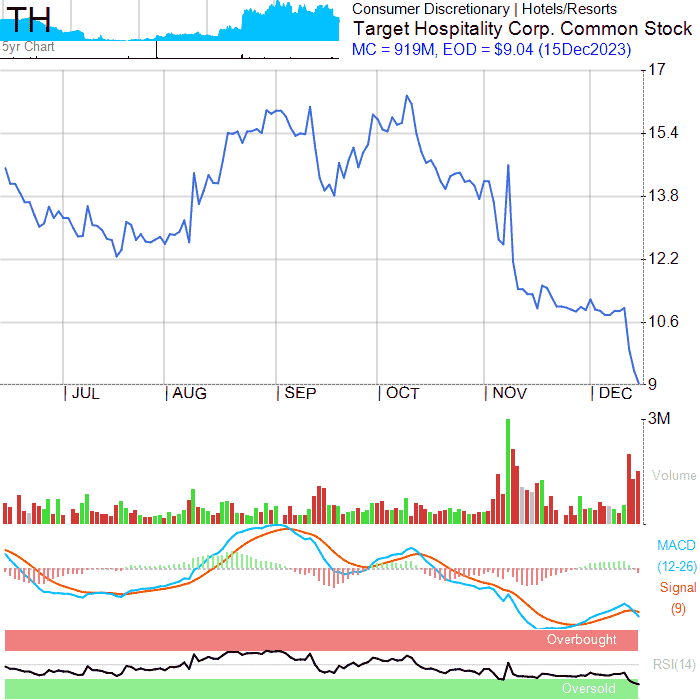 TH
5yr Chart
Consumer Discretionary | Hotels/Resorts
Target Hospitality Corp. Common Stock
MC = 919M, EOD = $9.04 (15Dec2023)
17
15.4
13.8
12.2
10.6
9
JUL AUG SEP OCT NOV DEC
3M
Volume
MACD
(12-26)
Signal
(9)
Overbought
RSI(14)
Oversold